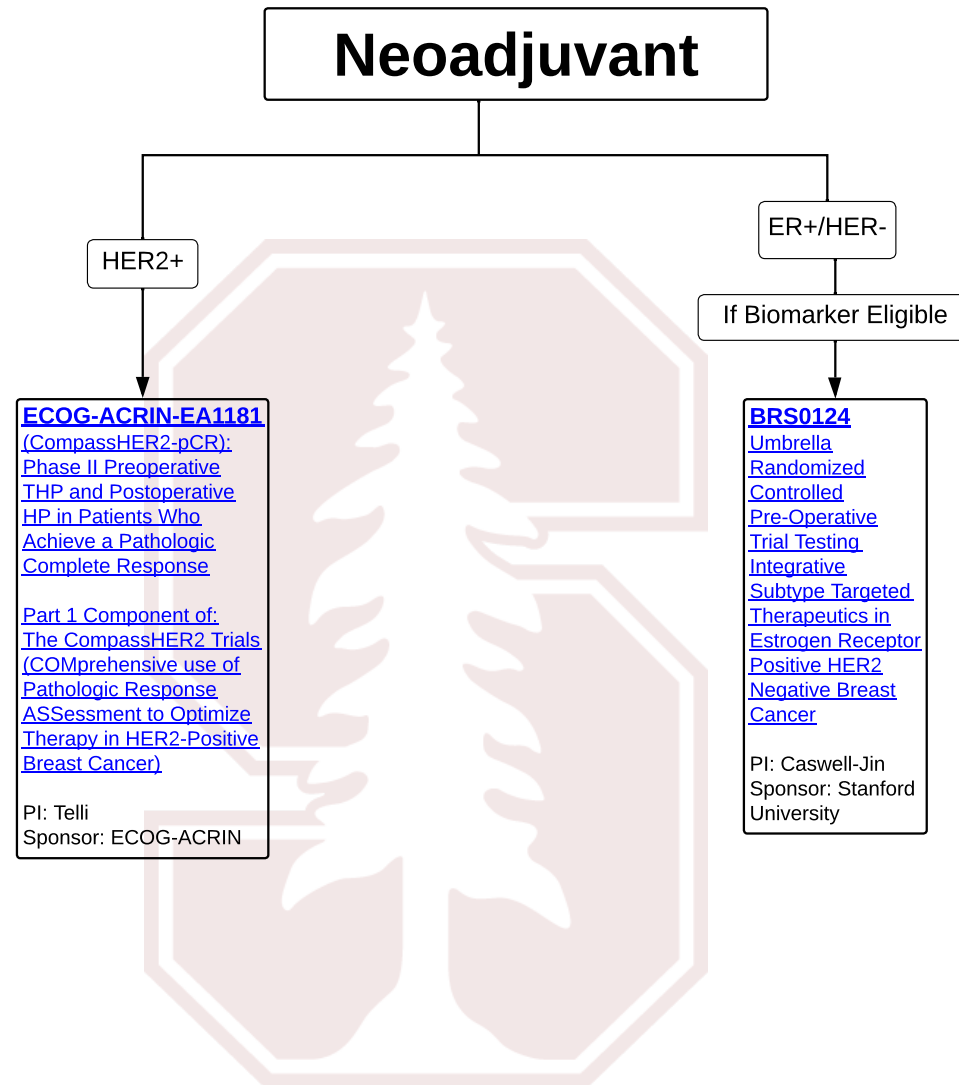 Neoadjuvant
HER2+
ER+/HER-
If Biomarker Eligible
ECOG-ACRIN-EA1181
(CompassHER2-pCR):
Phase II Preoperative
THP and Postoperative
HP in Patients Who
Achieve a Pathologic
Complete Response
Part 1 Component of:
The CompassHER2 Trials
(COMprehensive use of
Pathologic Response
ASSessment to Optimize
Therapy in HER2-Positive
Breast Cancer)
PI: Telli
Sponsor: ECOG-ACRIN
BRS0124
Umbrella
Randomized
Controlled
Pre-Operative
Trial Testing
Integrative
Subtype Targeted
Therapeutics in
Estrogen Receptor
Positive HER2
Negative Breast
Cancer
PI: Caswell-Jin
Sponsor: Stanford
University